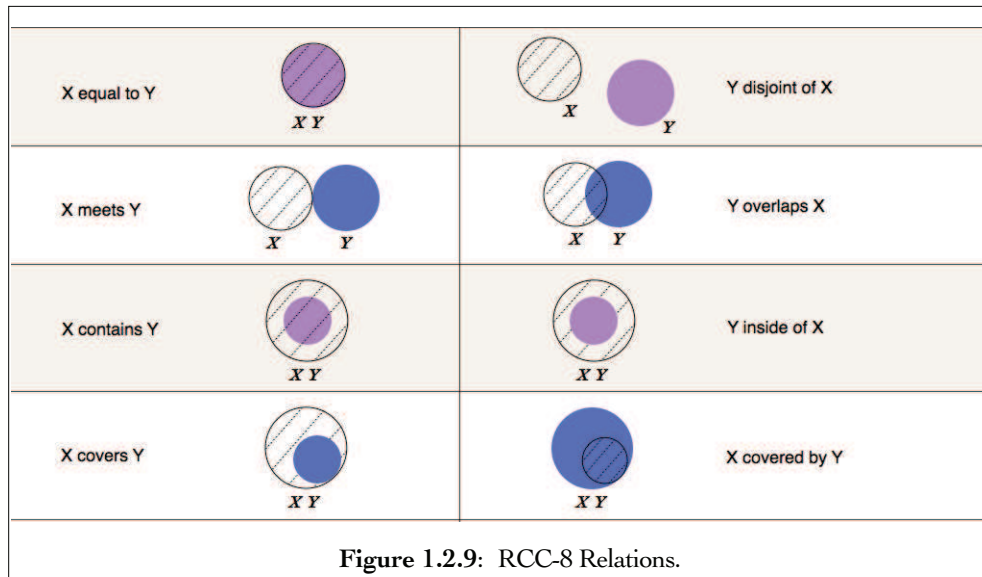 X equal to Y
X Y
X
Y
Y disjoint of X
X meets Y
X
Y
X
Y
Y overlaps X
X contains Y
X Y
X Y
Y inside of X
X covers Y
X Y
X Y
X covered by Y
Figure 1.2.9: RCC-8 Relations.